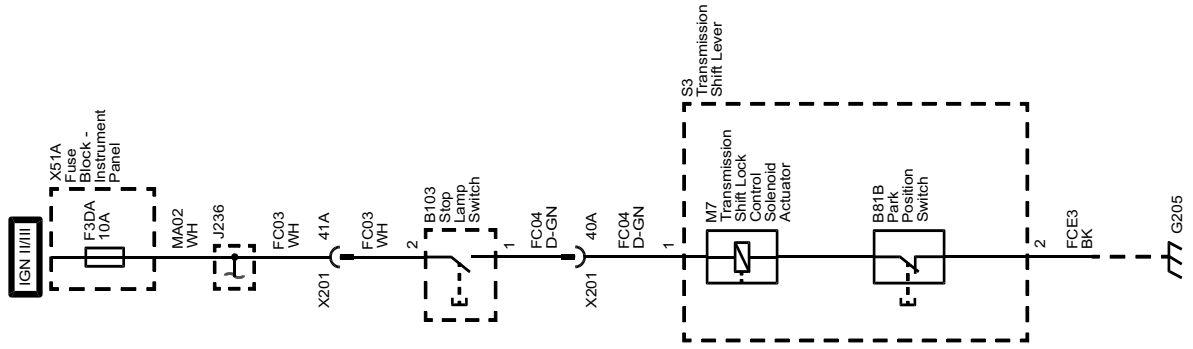 IGN II/III
X51A
Fuse
Block -
Instrument
Panel
F3DA
10A
MA02
WH
J236
FC03
WH
X201
41A
FC03
WH
2
B103
Stop
Lamp
Switch
1
FC04
D-GN
X201
40A
FC04
D-GN
1
S3
Transmission
Shift Lever
M7
Transmission
Shift Lock
Control
Solenoid
Actuator
B81B
Park
Position
Switch
2
FCE3
BK
G205